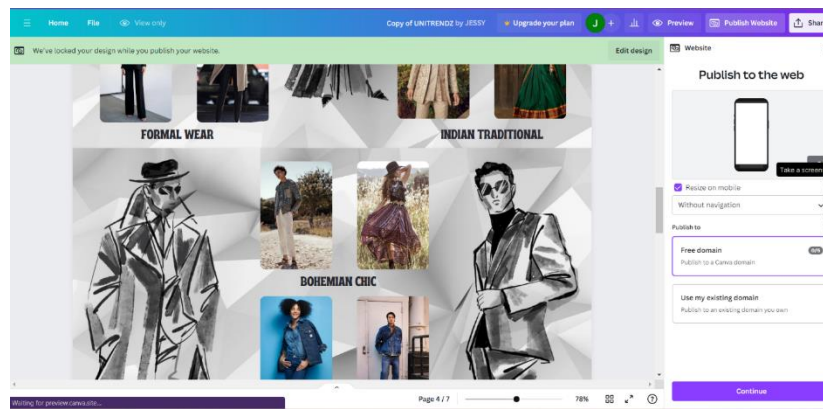 Home File View only Copy of UNITRENDZ by JESSY Upgrade your plan J + Preview Publish Website Shar
We've locked your design while you publish your website. Edit design
Website
Publish to the web
FORMAL WEAR
INDIAN TRADITIONAL
Take a screen
Resize on mobile
Without navigation
Publish to
Free domain
Publish to a Canva domain
Use my existing domain
Publish to an existing domain you own
BOHEMIAN CHIC
Continue
Waiting for preview.canva.site...
Page 4 / 7 78%